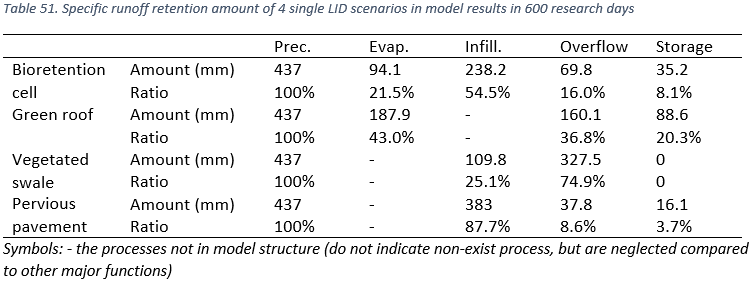 Table 51. Specific runoff retention amount of 4 single LID scenarios in model results in 600 research days
Prec. Evap. Infill. Overflow Storage
Bioretention Amount (mm) 437 94.1 238.2 69.8 35.2
cell Ratio 100% 21.5% 54.5% 16.0% 8.1%
Green roof Amount (mm) 437 187.9 - 160.1 88.6
Ratio 100% 43.0% - 36.8% 20.3%
Vegetated Amount (mm) 437 - 109.8 327.5 0
swale Ratio 100% - 25.1% 74.9% 0
Pervious Amount (mm) 437 - 383 37.8 16.1
pavement Ratio 100% - 87.7% 8.6% 3.7%
Symbols: - the processes not in model structure (do not indicate non-exist process, but are neglected compared
to other major functions)